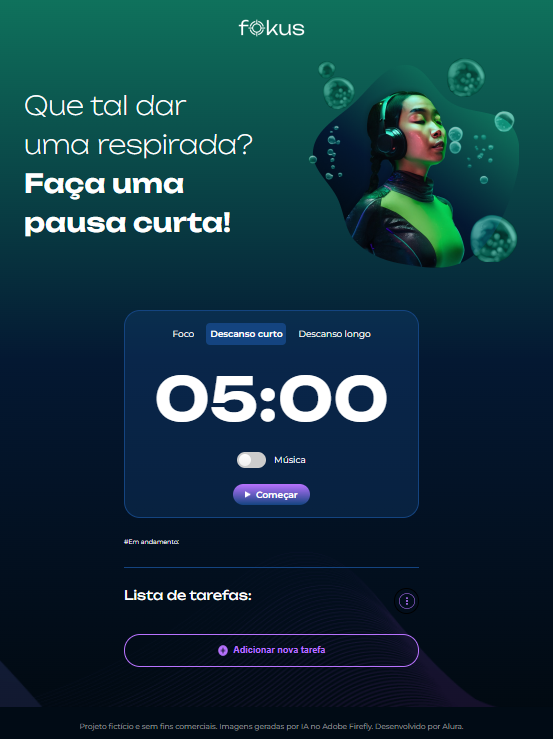 fokus
Que tal dar
uma respirada?
Faça uma
pausa curta!
Foco Descanso curto Descanso longo
05:00
Música
Começar
#Em andamento:
Lista de tarefas:
Adicionar nova tarefa
Projeto fictício e sem fins comerciais. Imagens geradas por IA no Adobe Firefly. Desenvolvido por Alura.